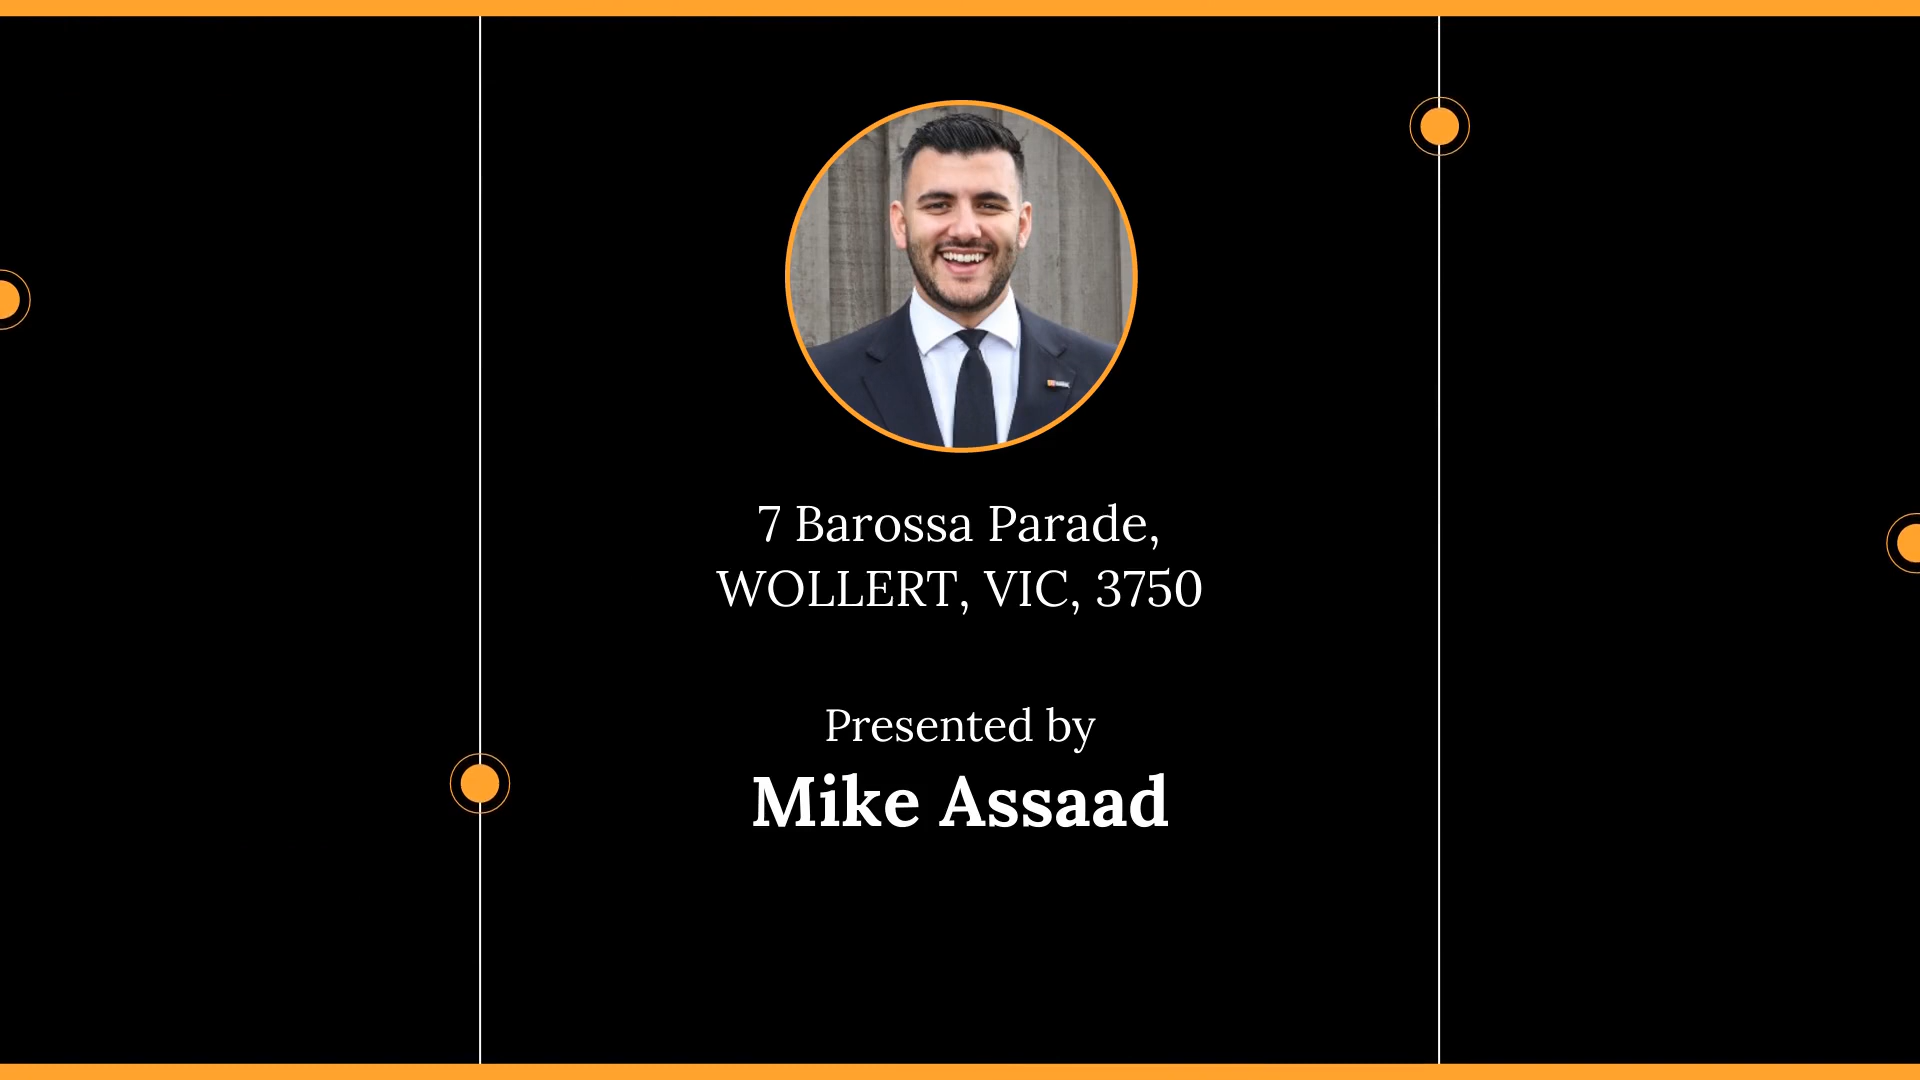 7 Barossa Parade,
WOLLERT, VIC, 3750
Presented by
Mike Assaad